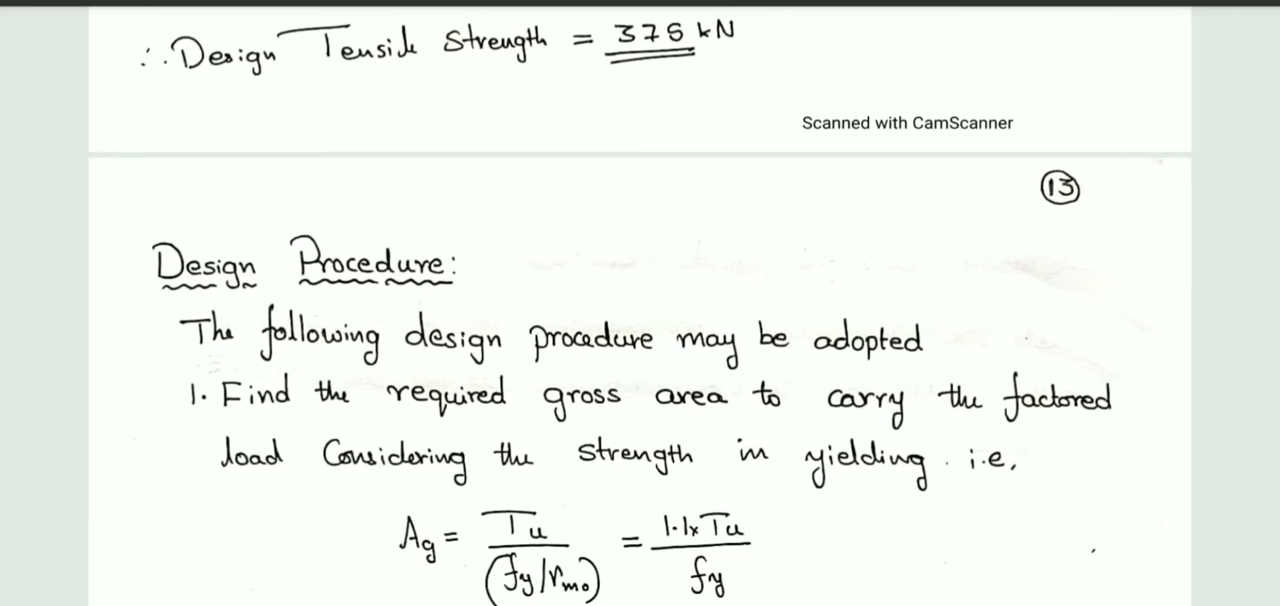 ∴ Design Tensile Strength = 375 kN
Scanned with CamScanner
13
Design Procedure:
The following design procedure may be adopted
1. Find the required gross area to carry the factored
load Considering the strength in yielding. i.e,
Ag = Tu / (fy/γmo) = 1.1 x Tu / fy